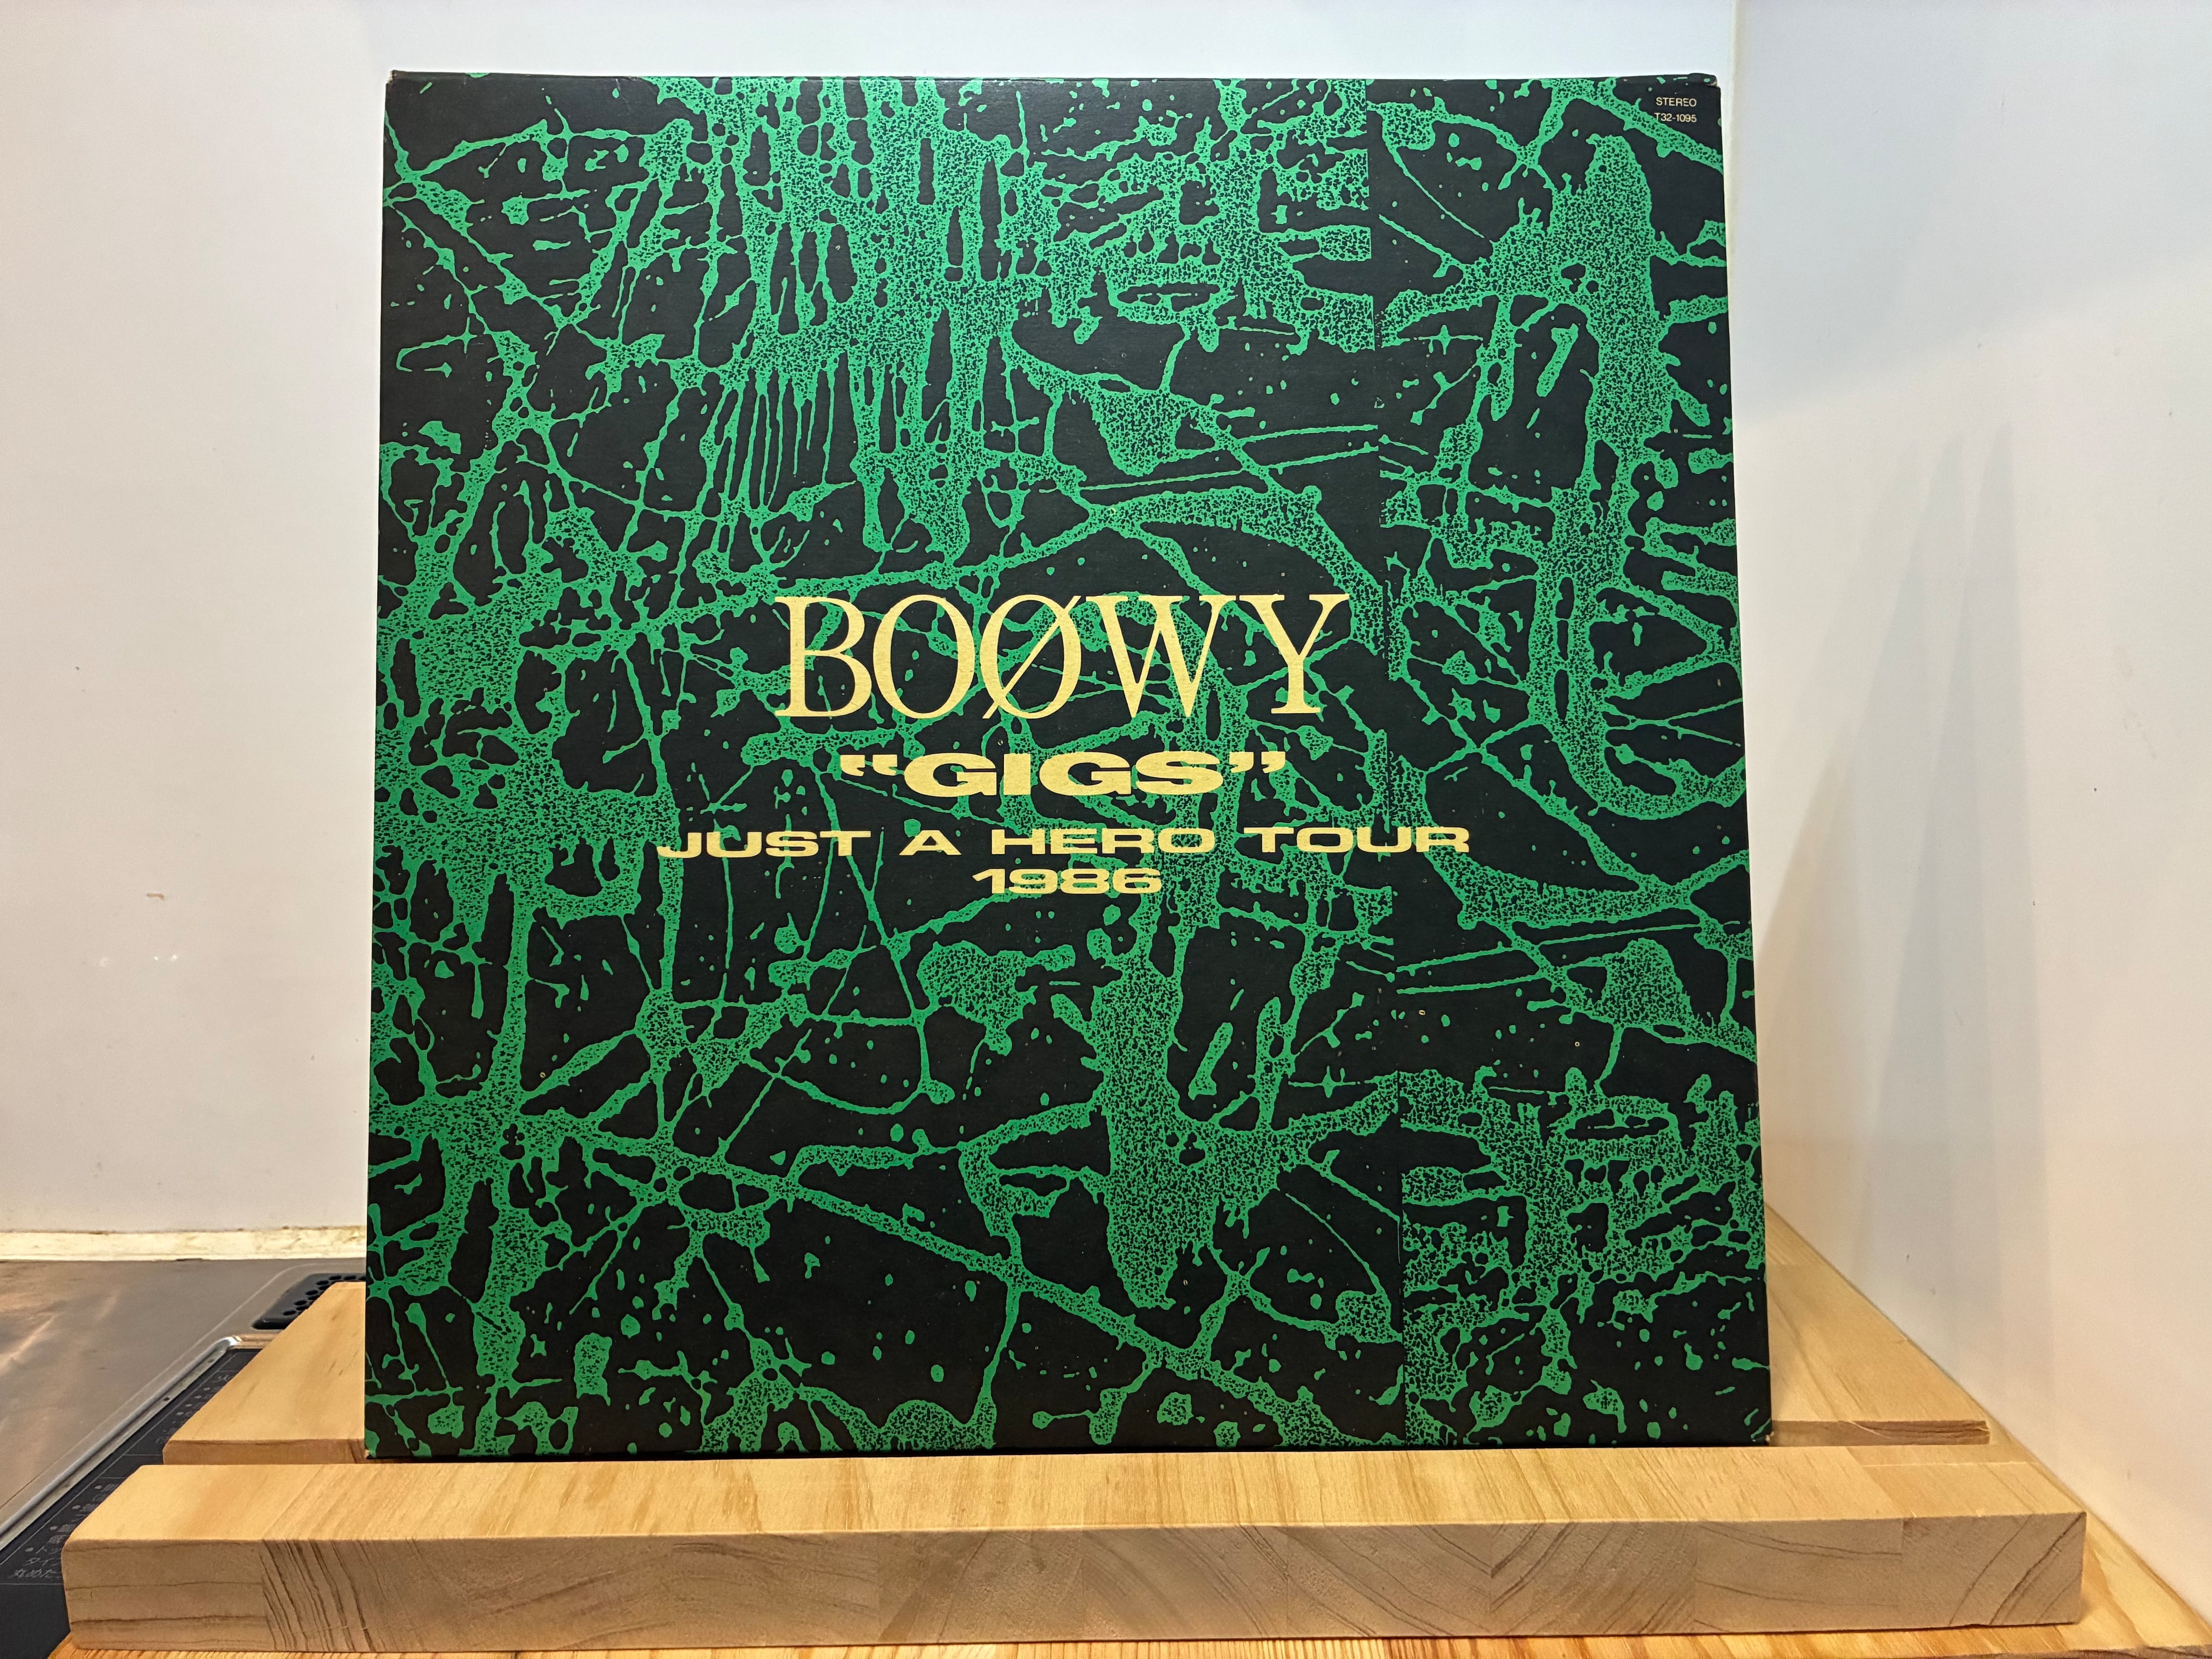 STEREO
T32-1095
BOØWY
“GIGS”
JUST A HERO TOUR
1986